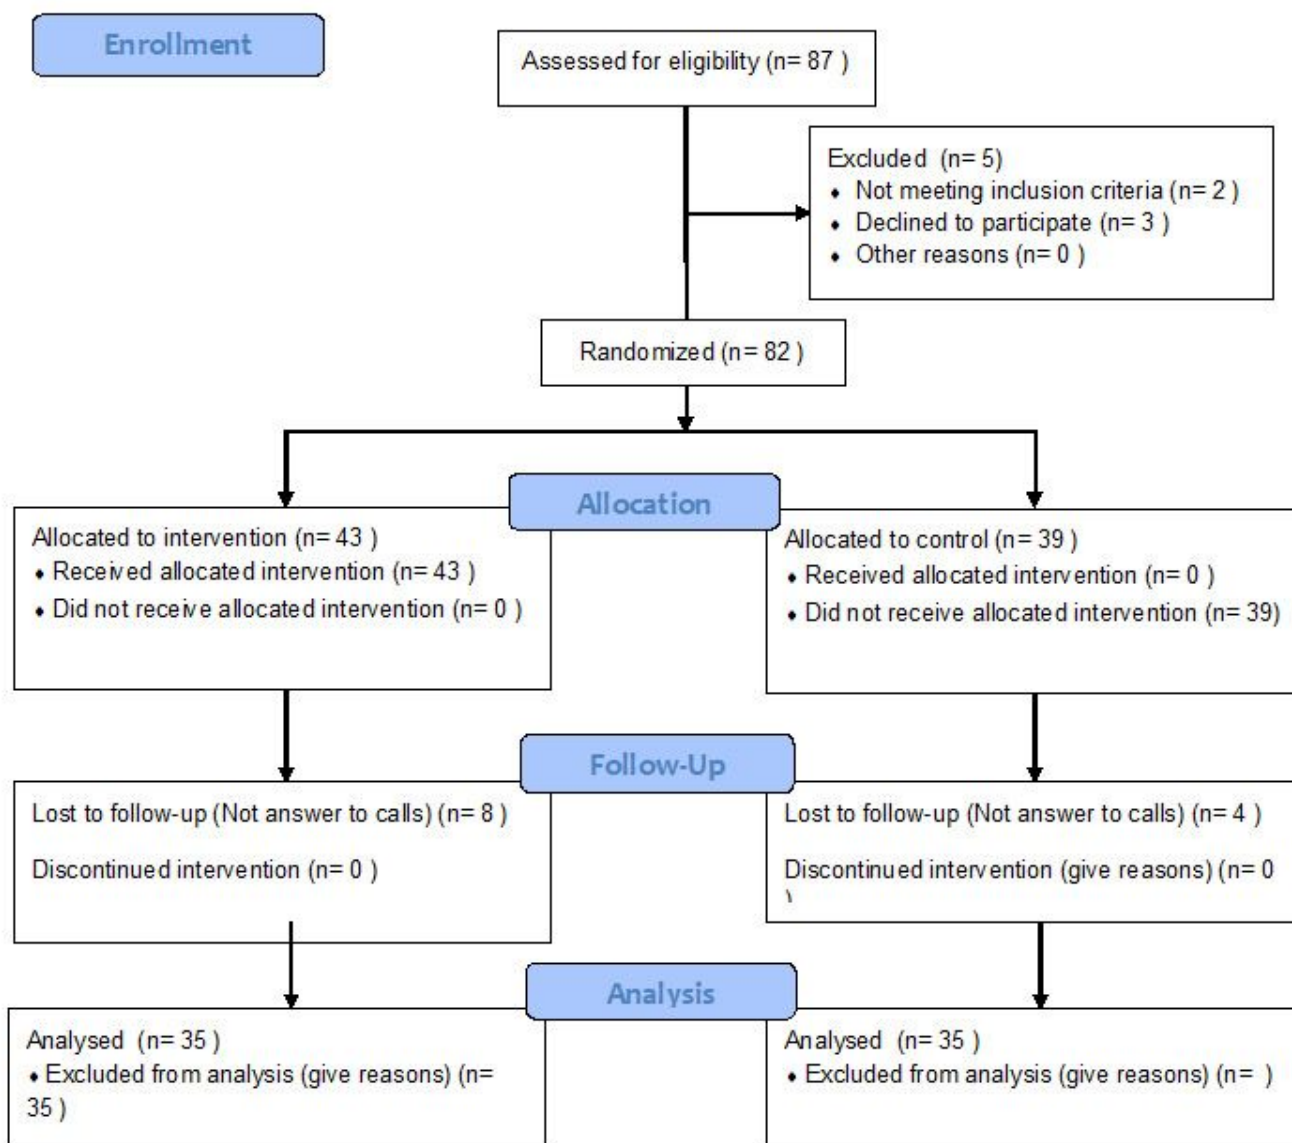 Enrollment
Assessed for eligibility (n= 87 )
Excluded (n= 5)
♦ Not meeting inclusion criteria (n= 2 )
♦ Declined to participate (n= 3 )
♦ Other reasons (n= 0 )
Randomized (n= 82 )
Allocation
Allocated to intervention (n= 43 )
♦ Received allocated intervention (n= 43 )
♦ Did not receive allocated intervention (n= 0 )
Allocated to control (n= 39 )
♦ Received allocated intervention (n= 0 )
♦ Did not receive allocated intervention (n= 39)
Follow-Up
Lost to follow-up (Not answer to calls) (n= 8 )
Discontinued intervention (n= 0 )
Lost to follow-up (Not answer to calls) (n= 4 )
Discontinued intervention (give reasons) (n= 0
)
Analysis
Analysed (n= 35 )
♦ Excluded from analysis (give reasons) (n=
35 )
Analysed (n= 35 )
♦ Excluded from analysis (give reasons) (n= )